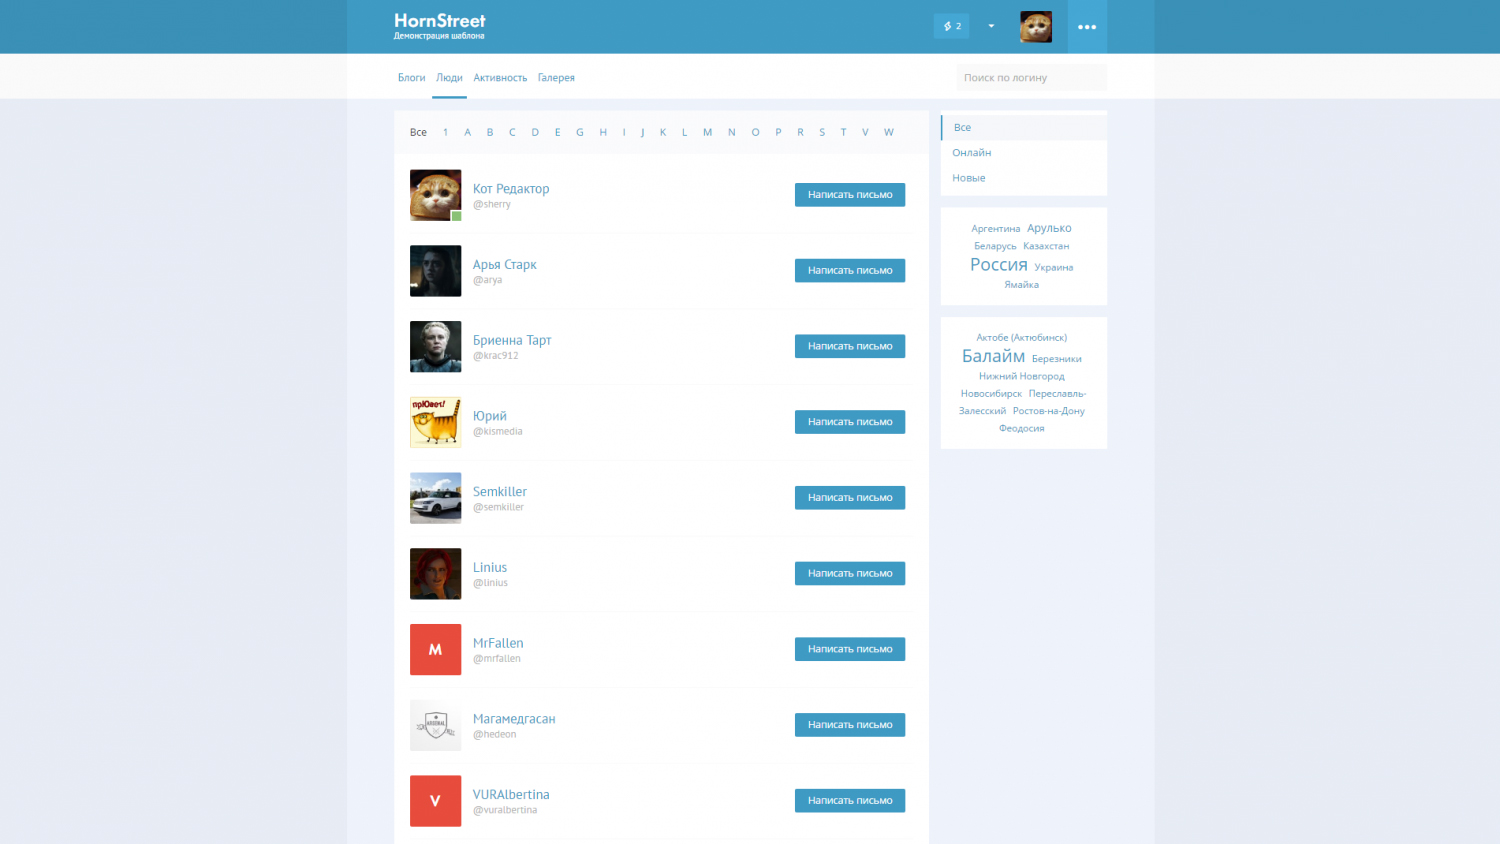 HornStreet
Демонстрация шаблона
2
Блоги Люди Активность Галерея
Поиск по логину
Все 1 A B C D E G H I J K L M N O P R S T V W
Кот Редактор
@sherry
Написать письмо
Арья Старк
@arya
Написать письмо
Бриенна Тарт
@krac912
Написать письмо
прЮвет!
Юрий
@kismedia
Написать письмо
Semkiller
@semkiller
Написать письмо
Linius
@linius
Написать письмо
M
MrFallen
@mrfallen
Написать письмо
Магамедгасан
@hedeon
Написать письмо
V
VURAlbertina
@vuralbertina
Написать письмо
Все
Онлайн
Новые
Аргентина Арулько
Беларусь Казахстан
Россия Украина
Ямайка
Актобе (Актюбинск)
Балайм Березники
Нижний Новгород
Новосибирск Переславль-
Залесский Ростов-на-Дону
Феодосия